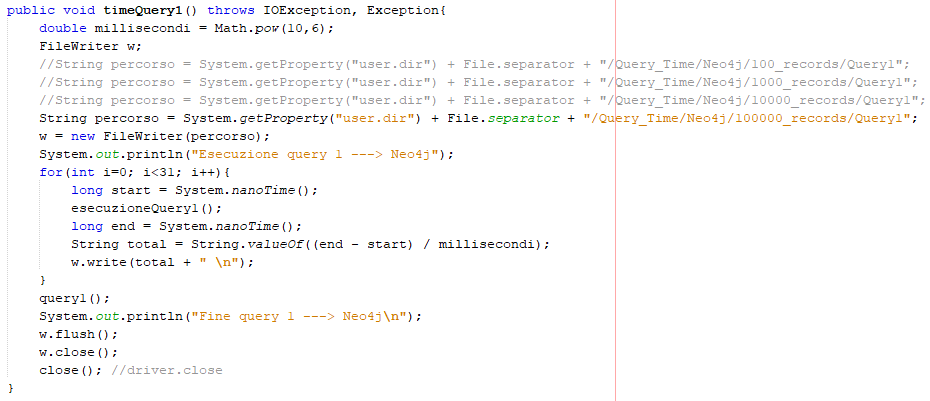 public void timeQuery1() throws IOException, Exception{
    double millisecondi = Math.pow(10,6);
    FileWriter w;
    //String percorso = System.getProperty("user.dir") + File.separator + "/Query_Time/Neo4j/100_records/Query1";
    //String percorso = System.getProperty("user.dir") + File.separator + "/Query_Time/Neo4j/1000_records/Query1";
    //String percorso = System.getProperty("user.dir") + File.separator + "/Query_Time/Neo4j/10000_records/Query1";
    String percorso = System.getProperty("user.dir") + File.separator + "/Query_Time/Neo4j/100000_records/Query1";
    w = new FileWriter(percorso);
    System.out.println("Esecuzione query 1 ---> Neo4j");
    for(int i=0; i<31; i++){
        long start = System.nanoTime();
        esecuzioneQuery1();
        long end = System.nanoTime();
        String total = String.valueOf((end - start) / millisecondi);
        w.write(total + " \n");
    }
    query1();
    System.out.println("Fine query 1 ---> Neo4j\n");
    w.flush();
    w.close();
    close(); //driver.close
}